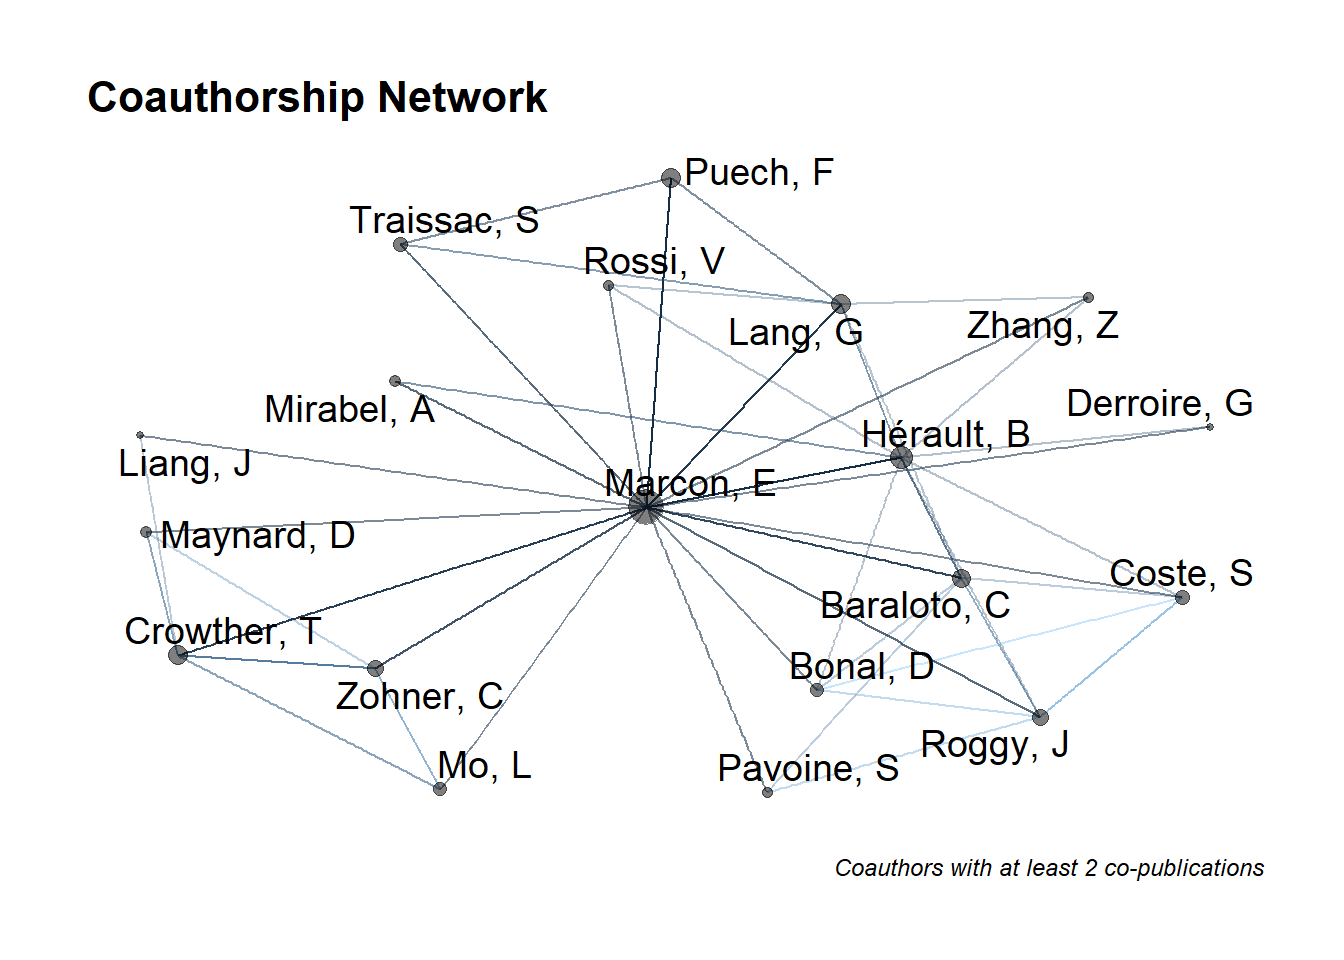 Coauthorship Network
Puech, F
Traissac, S
Rossi, V
Lang, G
Zhang, Z
Mirabel, A
Derroire, G
Hérault, B
Liang, J
Marcon, E
Maynard, D
Coste, S
Baraloto, C
Crowther, T
Bonal, D
Zohner, C
Roggy, J
Mo, L
Pavoine, S
Coauthors with at least 2 co-publications